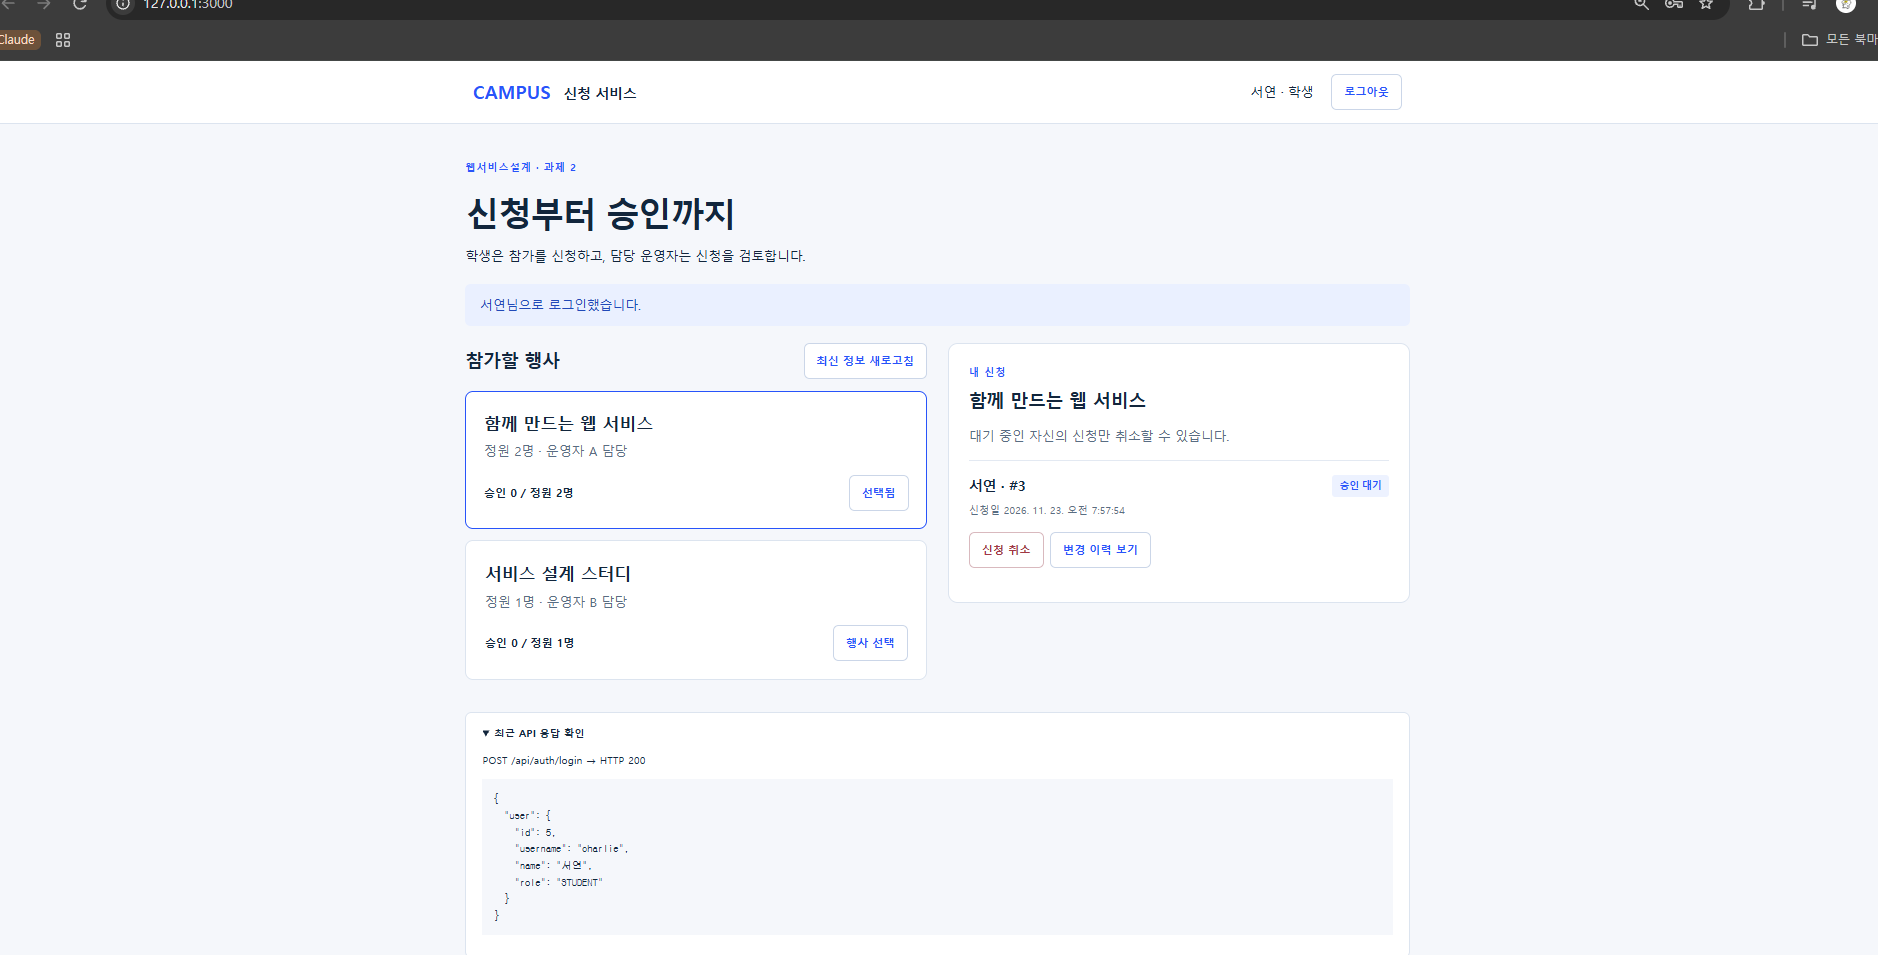 127.0.0.1:3000
Claude
모든 북마
CAMPUS 신청 서비스
서연 · 학생
로그아웃
웹서비스설계 · 과제 2
신청부터 승인까지
학생은 참가를 신청하고, 담당 운영자는 신청을 검토합니다.
서연님으로 로그인했습니다.
참가할 행사
최신 정보 새로고침
함께 만드는 웹 서비스
정원 2명 · 운영자 A 담당
승인 0 / 정원 2명
선택됨
서비스 설계 스터디
정원 1명 · 운영자 B 담당
승인 0 / 정원 1명
행사 선택
내 신청
함께 만드는 웹 서비스
대기 중인 자신의 신청만 취소할 수 있습니다.
서연 · #3
승인 대기
신청일 2026. 11. 23. 오전 7:57:54
신청 취소
변경 이력 보기
▼ 최근 API 응답 확인
POST /api/auth/login → HTTP 200
{
"user": {
"id": 5,
"username": "charlie",
"name": "서연",
"role": "STUDENT"
}
}